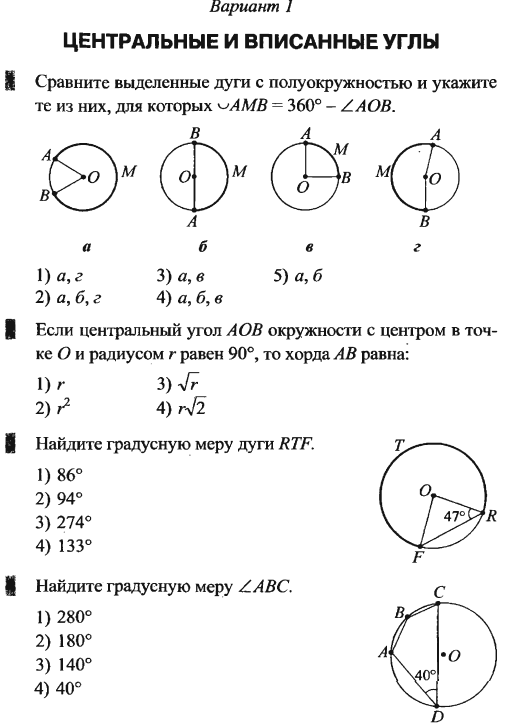 Вариант 1
ЦЕНТРАЛЬНЫЕ И ВПИСАННЫЕ УГЛЫ
Сравните выделенные дуги с полуокружностью и укажите
те из них, для которых ◡AMB = 360° – ∠AOB.
A B O M
B O M A
A M O B
A M O B
а б в г
1) а, г 3) а, в 5) а, б
2) а, б, г 4) а, б, в
Если центральный угол AOB окружности с центром в точ-
ке O и радиусом r равен 90°, то хорда AB равна:
1) r 3) √r
2) r² 4) r√2
Найдите градусную меру дуги RTF.
1) 86°
2) 94°
3) 274°
4) 133°
T O 47° R F
Найдите градусную меру ∠ABC.
1) 280°
2) 180°
3) 140°
4) 40°
C B A O 40° D